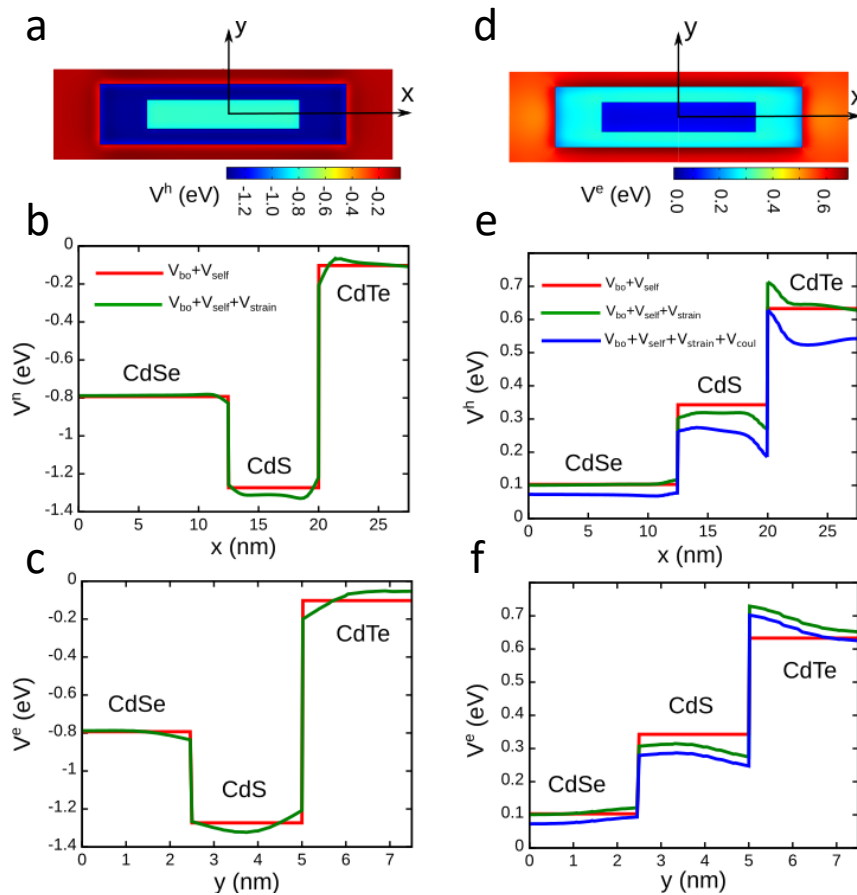 a
y
x
V^h (eV)
-1.2
-1.0
-0.8
-0.6
-0.4
-0.2
b
0
-0.2
-0.4
-0.6
-0.8
-1
-1.2
-1.4
V^h (eV)
V_bo+V_self
V_bo+V_self+V_strain
CdTe
CdSe
CdS
0 5 10 15 20 25
x (nm)
c
0
-0.2
-0.4
-0.6
-0.8
-1
-1.2
-1.4
V^e (eV)
CdTe
CdSe
CdS
0 1 2 3 4 5 6 7
y (nm)
d
y
x
V^e (eV)
0.0
0.2
0.4
0.6
e
0.7
0.6
0.5
0.4
0.3
0.2
0.1
0
V^h (eV)
V_bo+V_self
V_bo+V_self+V_strain
V_bo+V_self+V_strain+V_coul
CdTe
CdS
CdSe
0 5 10 15 20 25
x (nm)
f
0.7
0.6
0.5
0.4
0.3
0.2
0.1
0
V^e (eV)
CdTe
CdS
CdSe
0 1 2 3 4 5 6 7
y (nm)